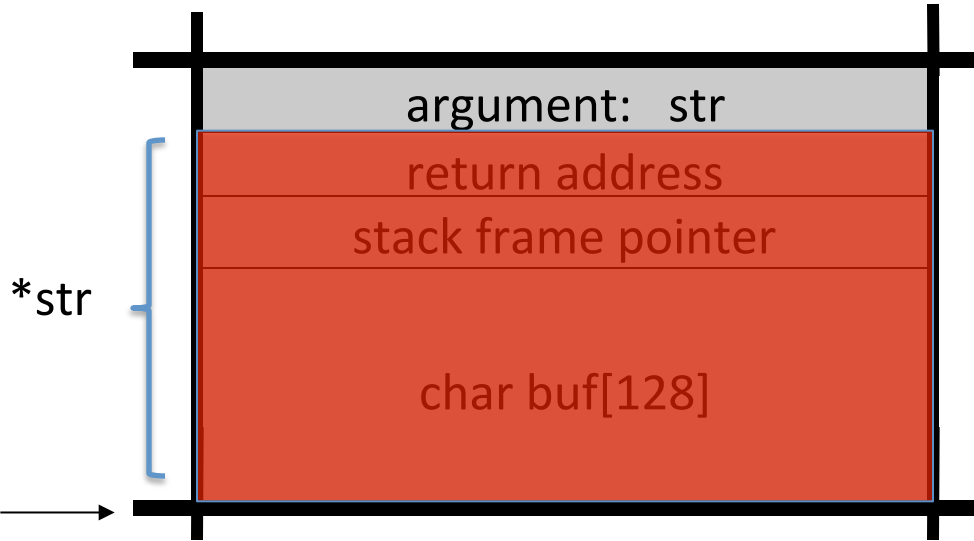 argument: str
return address
stack frame pointer
*str
char buf[128]